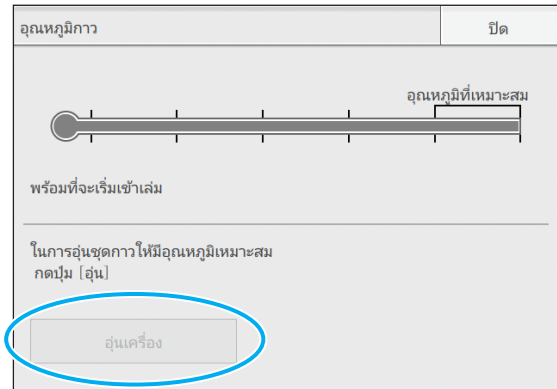 อุณหภูมิกาว
ปิด
อุณหภูมิที่เหมาะสม
พร้อมที่จะเริ่มเข้าเล่ม
ในการอุ่นชุดกาวให้มีอุณหภูมิเหมาะสม
กดปุ่ม [อุ่น]
อุ่นเครื่อง